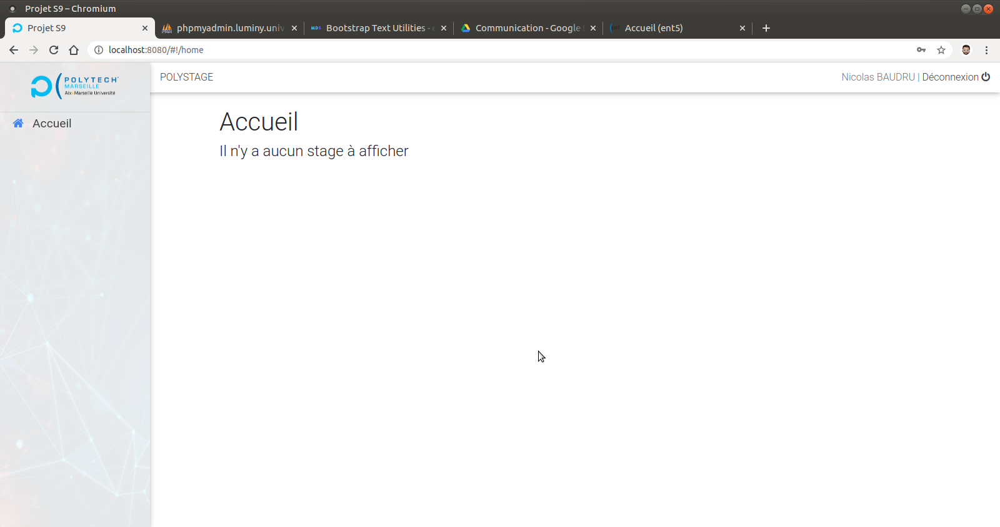 Projet S9 – Chromium
Projet S9
phpmyadmin.luminy.univ
Bootstrap Text Utilities -
Communication - Google
Accueil (ent5)
localhost:8080/#!/home
POLYTECH
MARSEILLE
Aix*Marseille Université
POLYSTAGE
Nicolas BAUDRU | Déconnexion
Accueil
Accueil
Il n'y a aucun stage à afficher